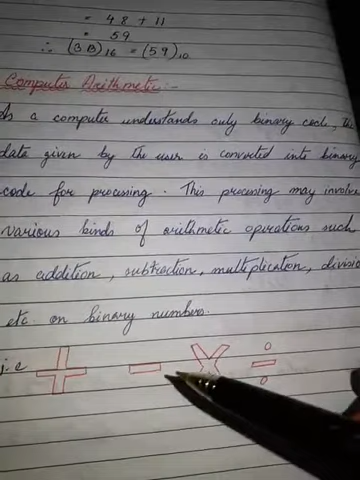 = 48 + 11
= 59
∴ (3B)₁₆ = (59)₁₀
Computer Arithmetic:-
As a computer understands only binary code, the
data given by the user is converted into binary
code for processing. This processing may involve
various kinds of arithmetic operations such
as addition, subtraction, multiplication, division
etc. on binary numbers.
i.e + - × ÷